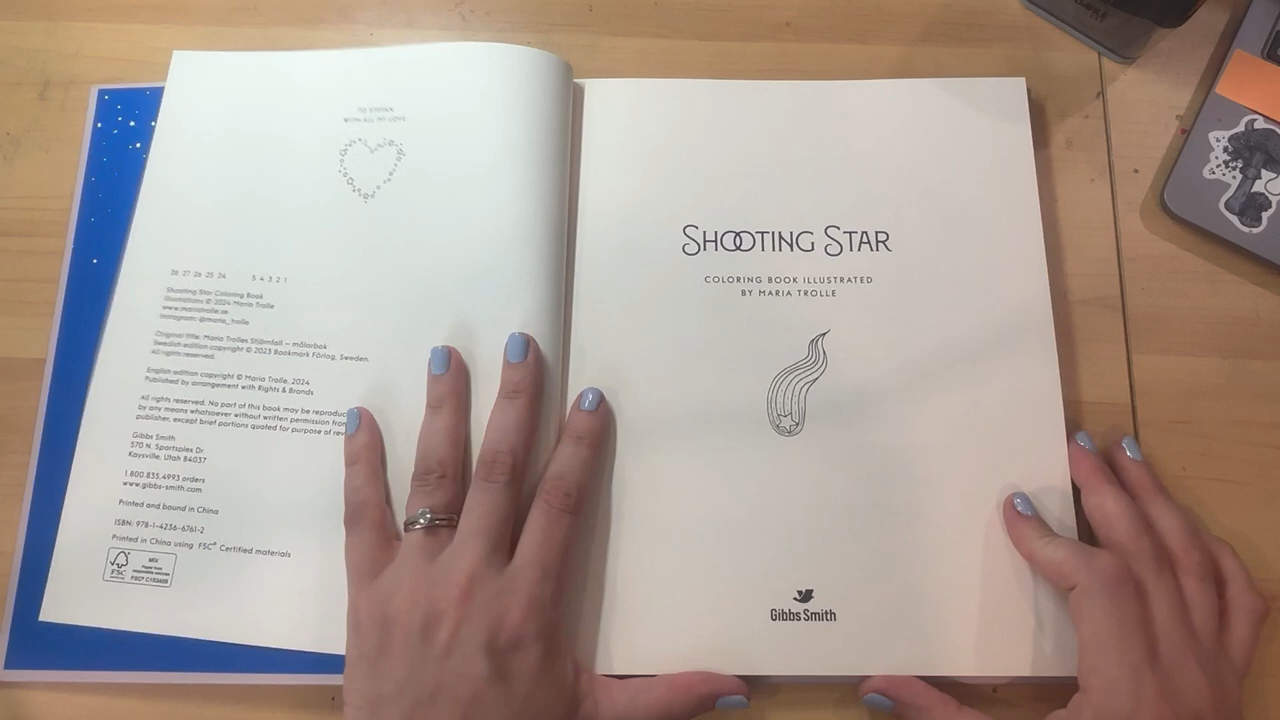 28 27 26 25 24 5 4 3 2 1
Shooting Star Coloring Book
Illustrations © 2024 Maria Trolle
www.mariatrolle.se
Instagram: @maria_trolle
Original title: Maria Trolles Stjärnfall – målarbok
Swedish edition copyright © 2023 Bookmark Förlag, Sweden.
All rights reserved.
English edition copyright © Maria Trolle, 2024
Published by arrangement with Rights & Brands
All rights reserved. No part of this book may be reproduc
by any means whatsoever without written permission from
publisher, except brief portions quoted for purpose of rev
Gibbs Smith
570 N. Sportsplex Dr.
Kaysville, Utah 84037
1.800.835.4993 orders
www.gibbs-smith.com
Printed and bound in China
ISBN: 978-1-4236-6761-2
Printed in China using FSC® Certified materials
FSC
MIX
Paper from
responsible sources
SHOOTING STAR
COLORING BOOK ILLUSTRATED
BY MARIA TROLLE
Gibbs Smith